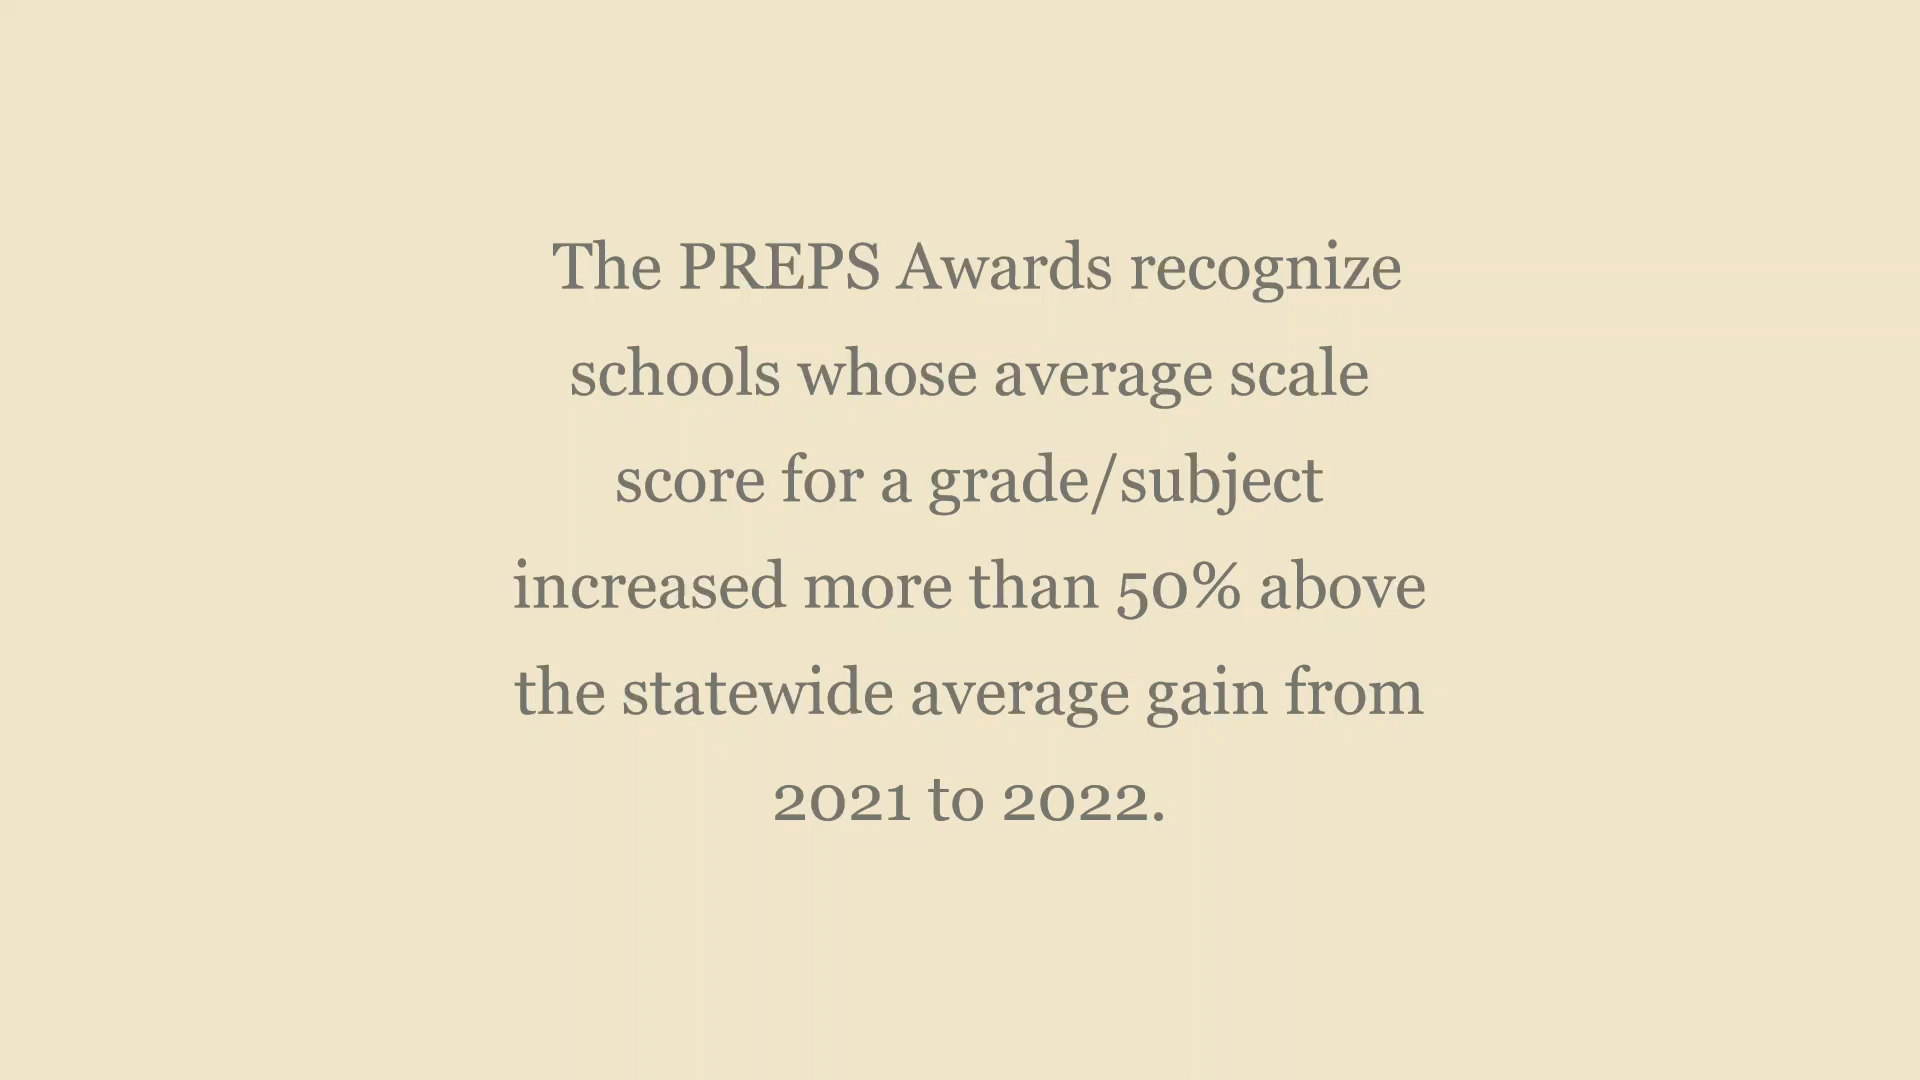 The PREPS Awards recognize
schools whose average scale
score for a grade/subject
increased more than 50% above
the statewide average gain from
2021 to 2022.